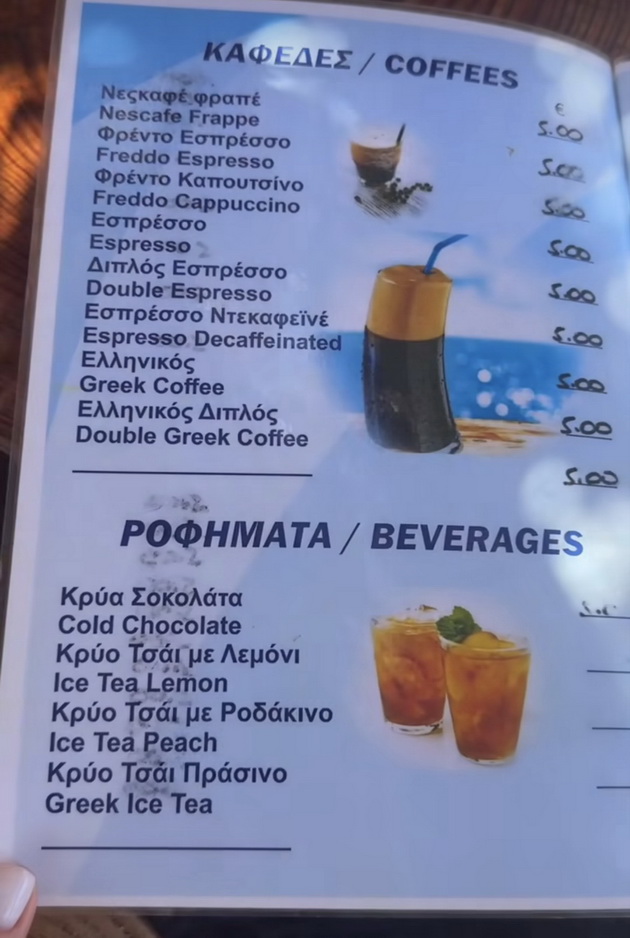 ΚΑΦΕΔΕΣ / COFFEES
€
Νεςκαφέ φραπέ
Nescafe Frappe 5.00
Φρέντο Εσπρέσσο
Freddo Espresso 5.00
Φρέντο Καπουτσίνο
Freddo Cappuccino 5.00
Εσπρέσσο
Espresso 5.00
Διπλός Εσπρέσσο
Double Espresso 5.00
Εσπρέσσο Ντεκαφεϊνέ
Espresso Decaffeinated 5.00
Ελληνικός
Greek Coffee 5.00
Ελληνικός Διπλός
Double Greek Coffee 5.00
5.00
ΡΟΦΗΜΑΤΑ / BEVERAGES
Κρύα Σοκολάτα
Cold Chocolate
Κρύο Τσάι με Λεμόνι
Ice Tea Lemon
Κρύο Τσάι με Ροδάκινο
Ice Tea Peach
Κρύο Τσάι Πράσινο
Greek Ice Tea